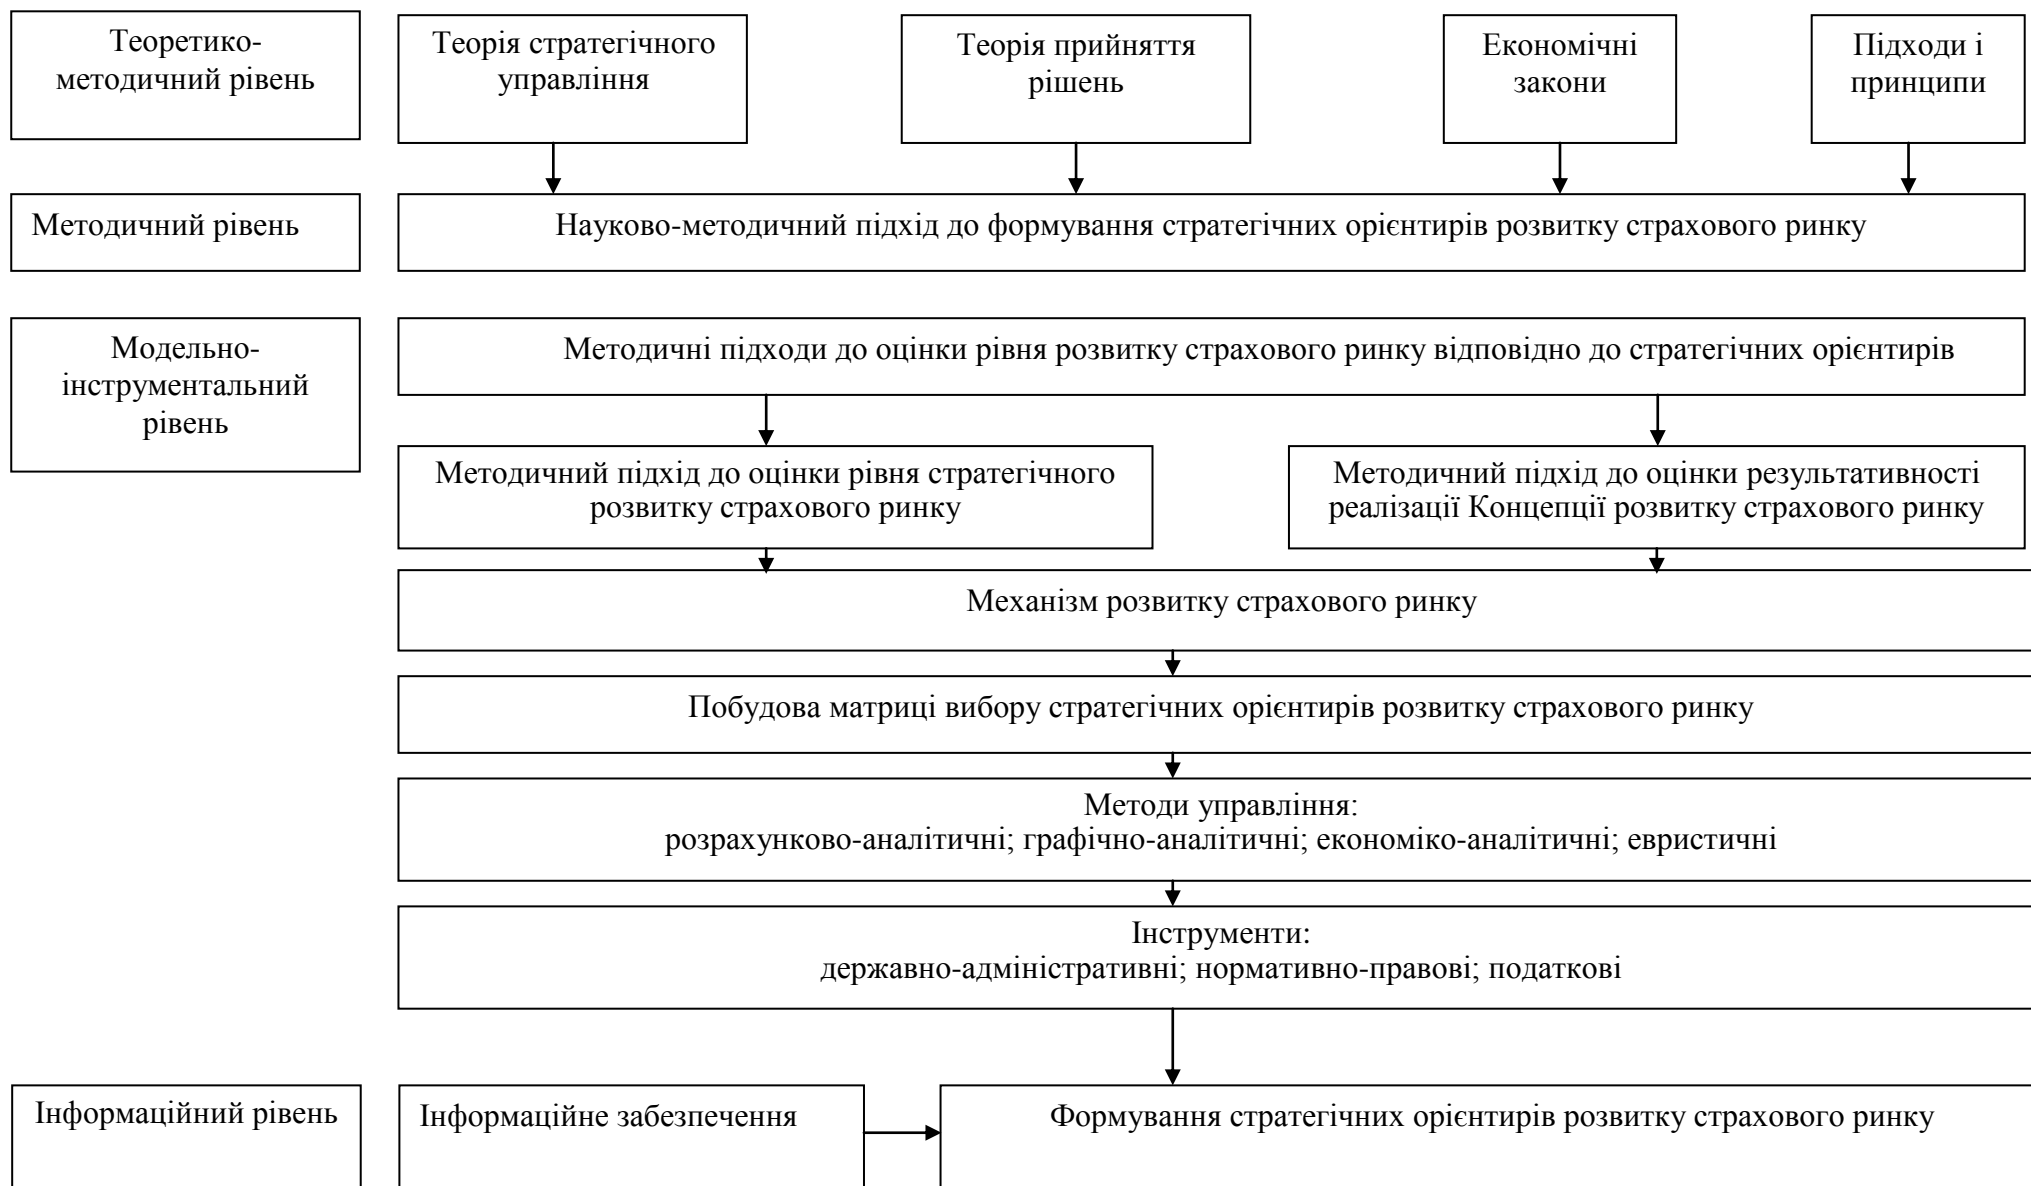 Теоретико-
методичний рівень
Теорія стратегічного
управління
Теорія прийняття
рішень
Економічні
закони
Підходи і
принципи
Методичний рівень
Науково-методичний підхід до формування стратегічних орієнтирів розвитку страхового ринку
Модельно-
інструментальний
рівень
Методичні підходи до оцінки рівня розвитку страхового ринку відповідно до стратегічних орієнтирів
Методичний підхід до оцінки рівня стратегічного
розвитку страхового ринку
Методичний підхід до оцінки результативності
реалізації Концепції розвитку страхового ринку
Механізм розвитку страхового ринку
Побудова матриці вибору стратегічних орієнтирів розвитку страхового ринку
Методи управління:
розрахунково-аналітичні; графічно-аналітичні; економіко-аналітичні; евристичні
Інструменти:
державно-адміністративні; нормативно-правові; податкові
Інформаційний рівень
Інформаційне забезпечення
Формування стратегічних орієнтирів розвитку страхового ринку